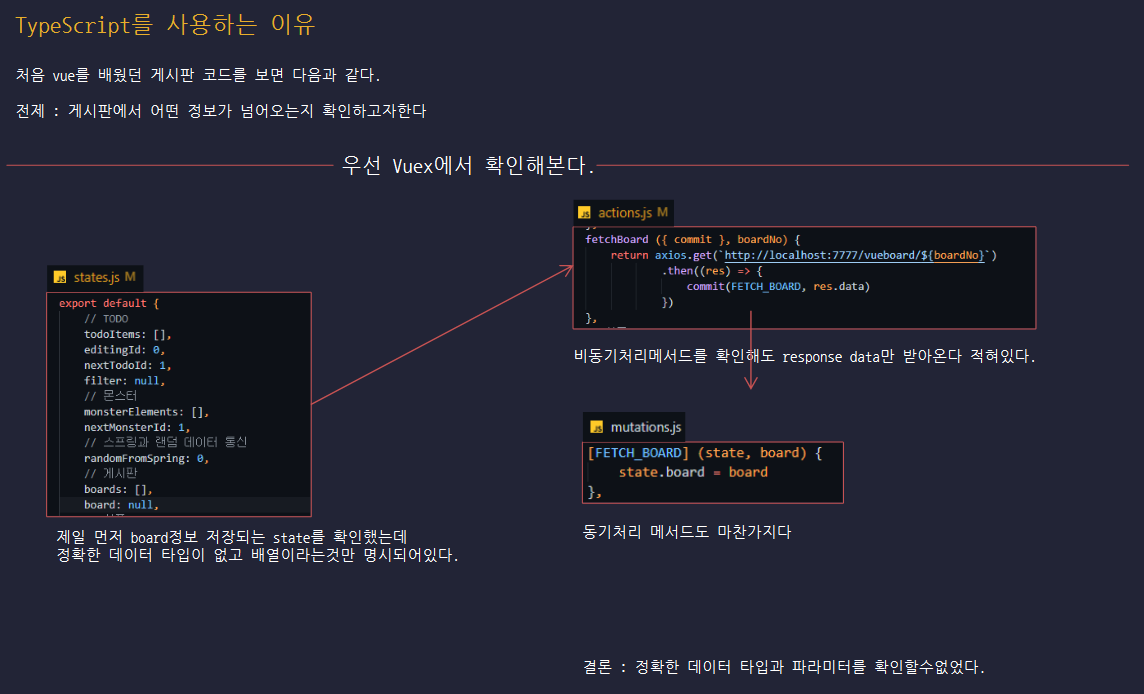 TypeScript를 사용하는 이유
처음 vue를 배웠던 게시판 코드를 보면 다음과 같다.
전제 : 게시판에서 어떤 정보가 넘어오는지 확인하고자한다
우선 Vuex에서 확인해본다.
states.js M
export default {
// TODO
todoItems: [],
editingId: 0,
nextTodoId: 1,
filter: null,
// 몬스터
monsterElements: [],
nextMonsterId: 1,
// 스프링과 랜덤 데이터 통신
randomFromSpring: 0,
// 게시판
boards: [],
board: null,
제일 먼저 board정보 저장되는 state를 확인했는데
정확한 데이터 타입이 없고 배열이라는것만 명시되어있다.
actions.js M
fetchBoard ({ commit }, boardNo) {
return axios.get(`http://localhost:7777/vueboard/${boardNo}`)
.then((res) => {
commit(FETCH_BOARD, res.data)
})
},
비동기처리메서드를 확인해도 response data만 받아온다 적혀있다.
mutations.js
[FETCH_BOARD] (state, board) {
state.board = board
},
동기처리 메서드도 마찬가지다
결론 : 정확한 데이터 타입과 파라미터를 확인할수없었다.